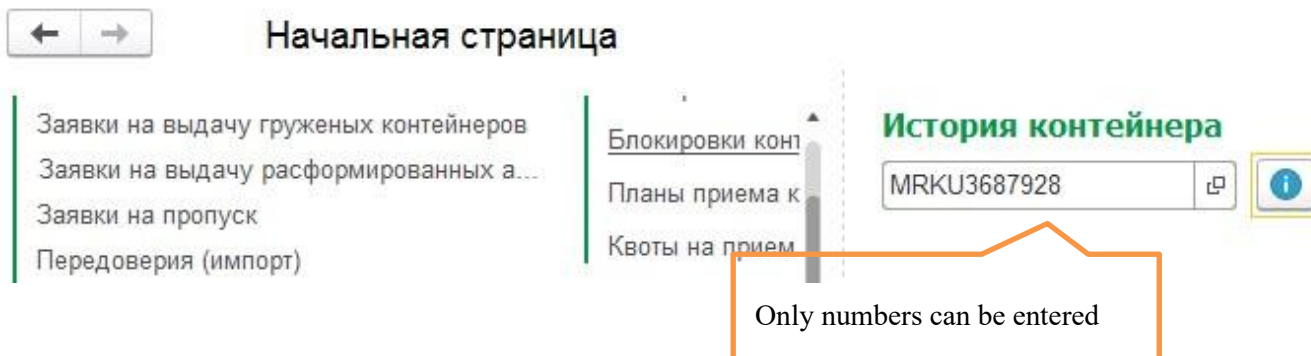 Начальная страница
Заявки на выдачу груженых контейнеров
Заявки на выдачу расформированных а...
Заявки на пропуск
Передоверия (импорт)
Блокировки конт
Планы приема к
Квоты на прием
История контейнера
MRKU3687928
Only numbers can be entered